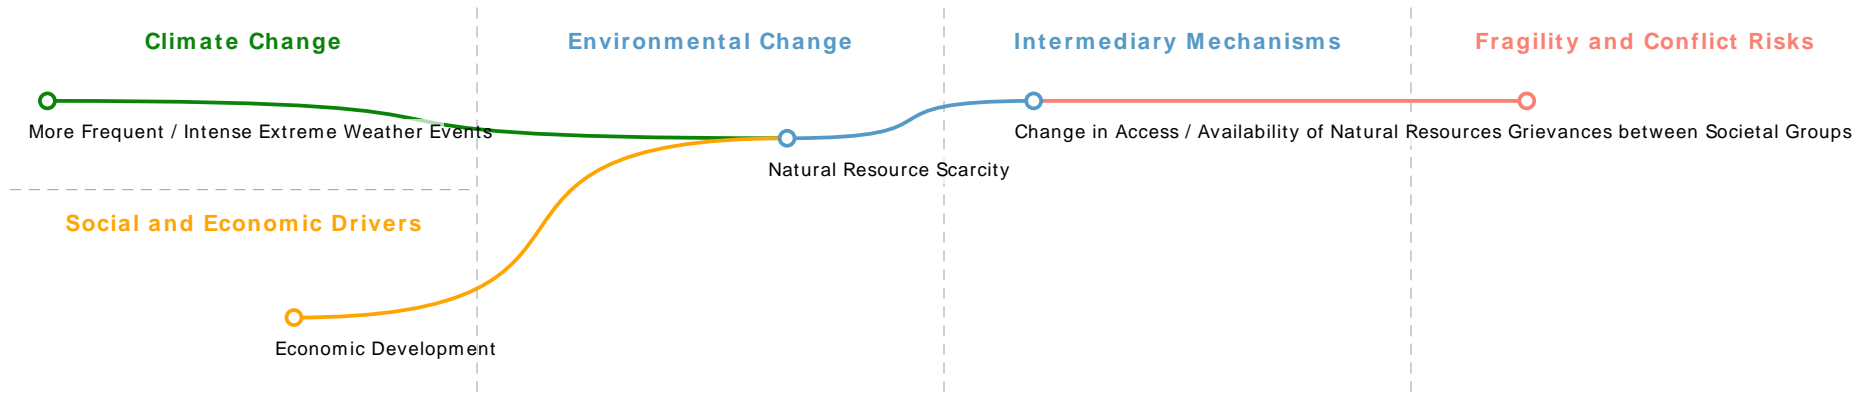 Climate Change
Environmental Change
Intermediary Mechanisms
Fragility and Conflict Risks
More Frequent / Intense Extreme Weather Events
Change in Access / Availability of Natural Resources
Grievances between Societal Groups
Natural Resource Scarcity
Social and Economic Drivers
Economic Development